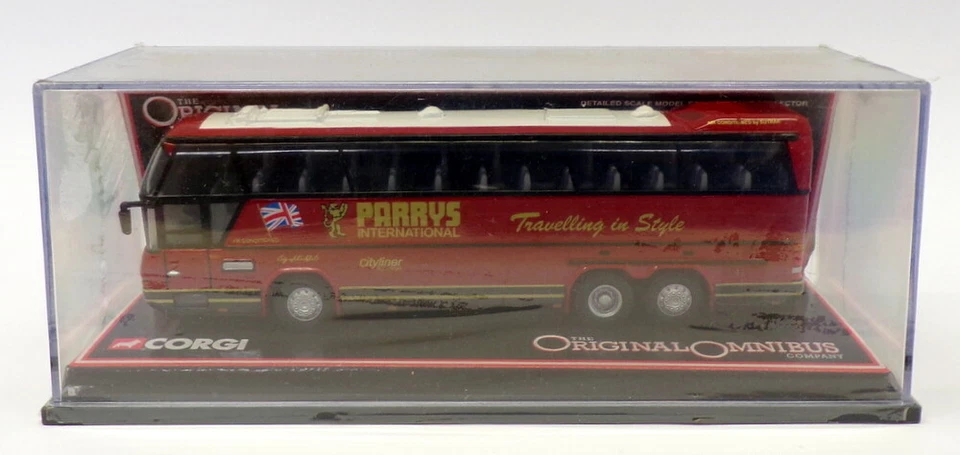 THE
ORIGINAL
DETAILED SCALE MODEL
PARRYS
INTERNATIONAL
Travelling in Style
cityliner
CORGI
THE
ORIGINAL OMNIBUS
COMPANY